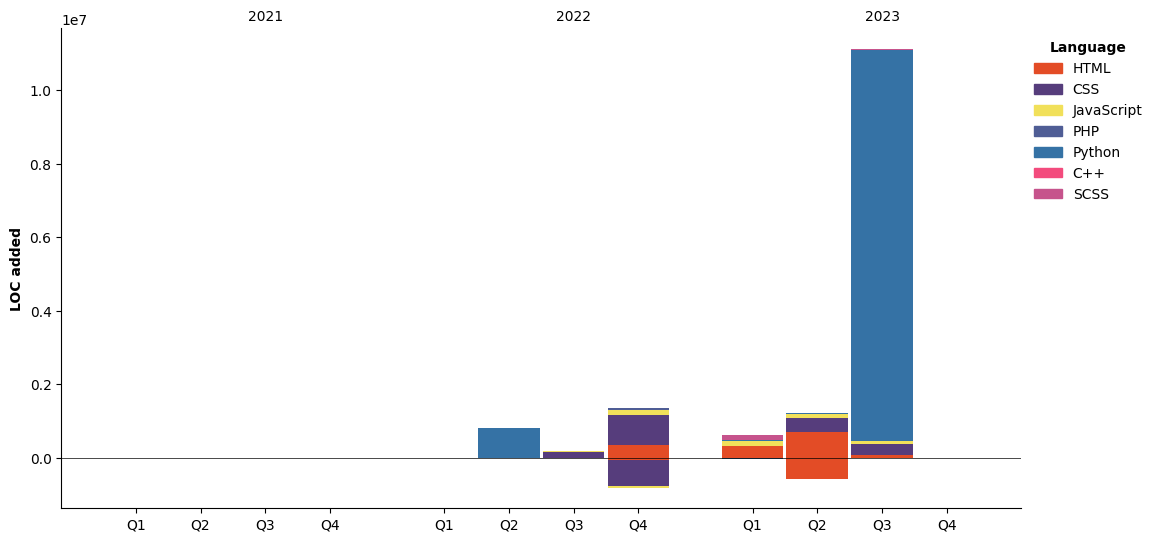 2021 2022 2023
1e7
Language
HTML
CSS
JavaScript
PHP
Python
C++
SCSS
1.0
0.8
0.6
0.4
0.2
0.0
LOC added
Q1 Q2 Q3 Q4 Q1 Q2 Q3 Q4 Q1 Q2 Q3 Q4